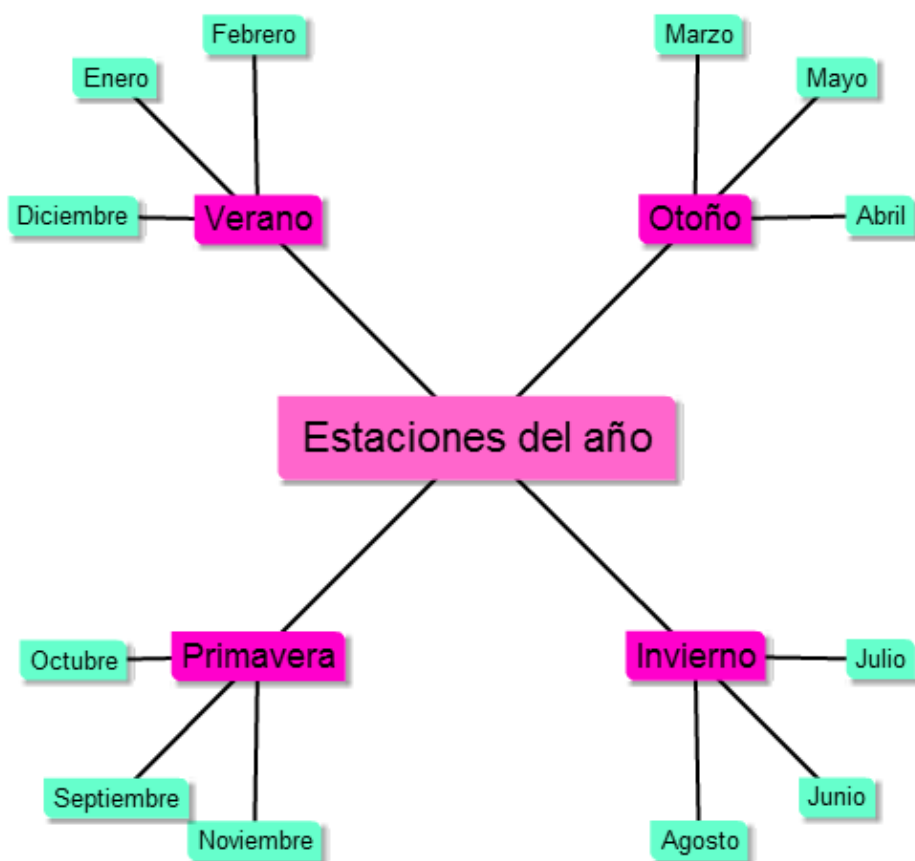 Febrero
Marzo
Enero
Mayo
Diciembre
Verano
Otoño
Abril
Estaciones del año
Octubre
Primavera
Invierno
Julio
Septiembre
Junio
Noviembre
Agosto